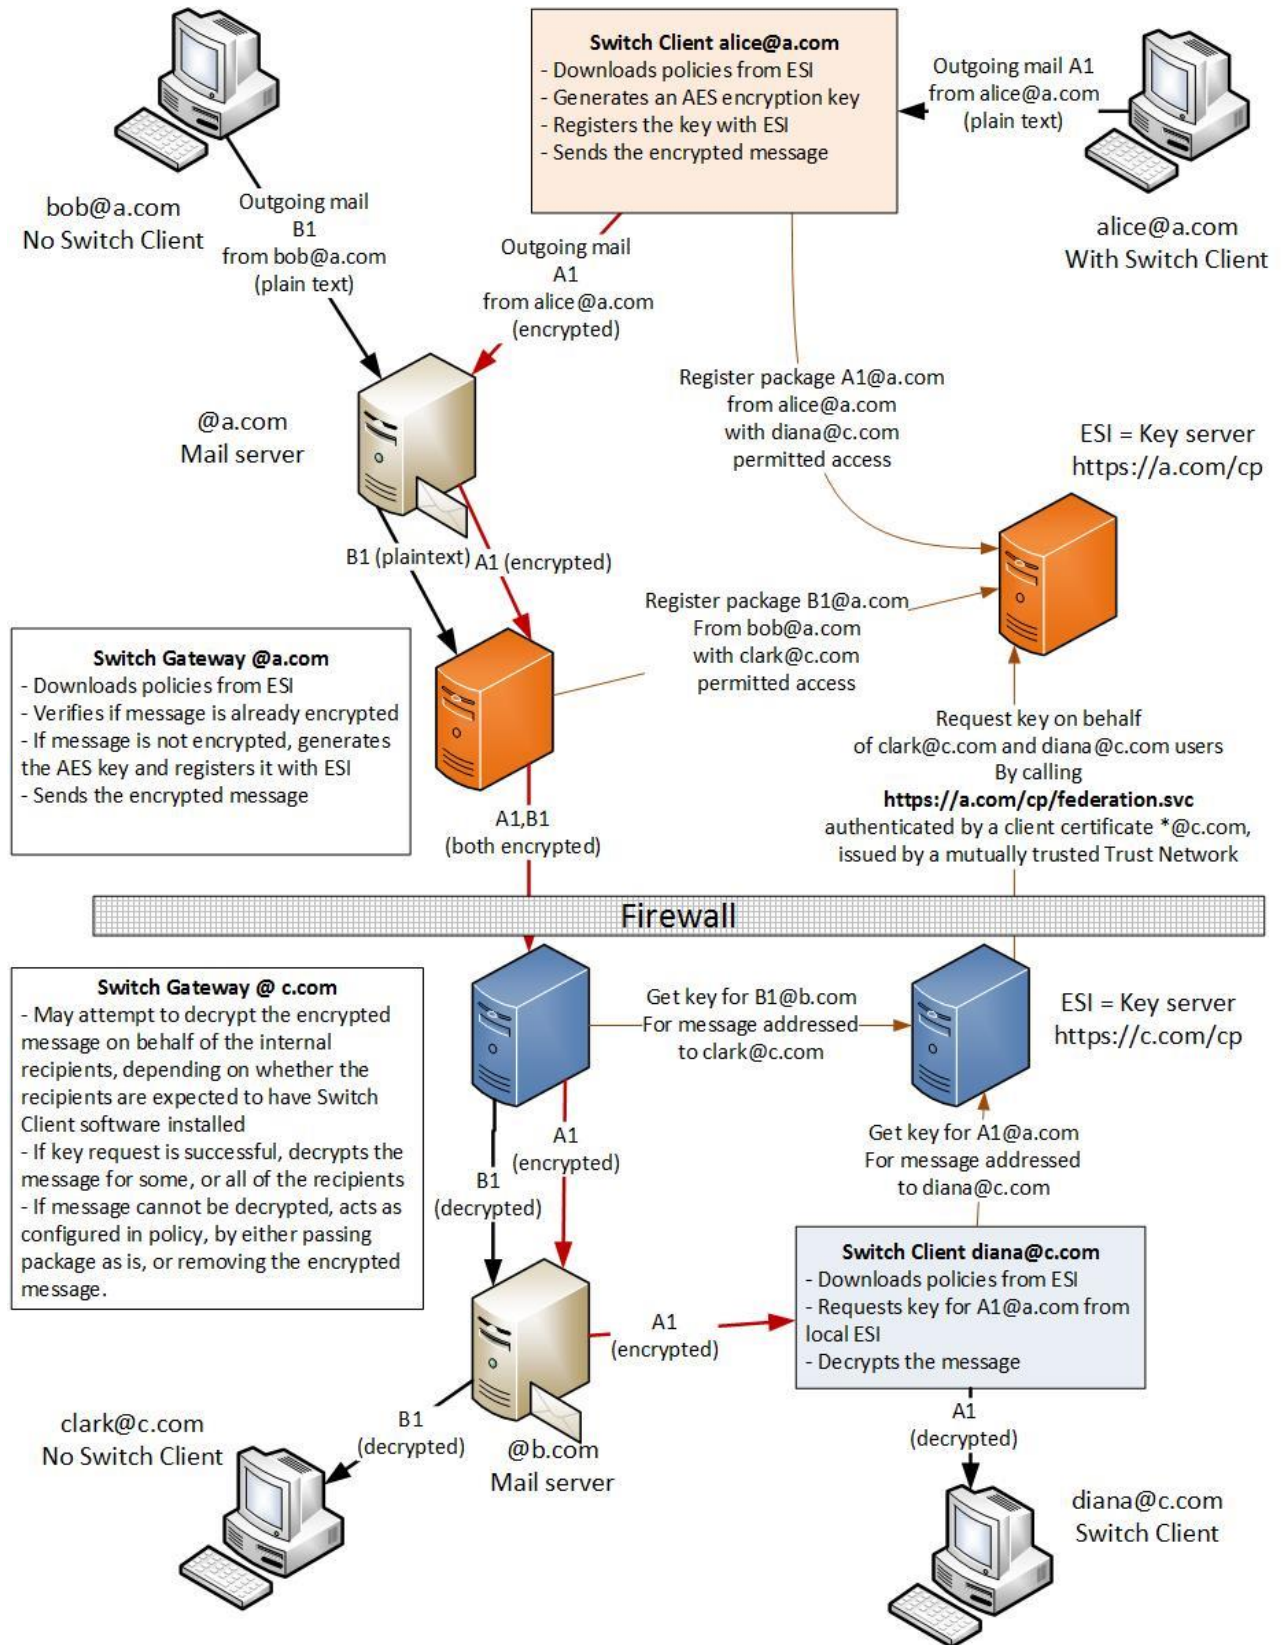 Switch Client alice@a.com
- Downloads policies from ESI
- Generates an AES encryption key
- Registers the key with ESI
- Sends the encrypted message
Outgoing mail A1
from alice@a.com
(plain text)
bob@a.com
No Switch Client
Outgoing mail
B1
from bob@a.com
(plain text)
Outgoing mail
A1
from alice@a.com
(encrypted)
alice@a.com
With Switch Client
@a.com
Mail server
Register package A1@a.com
from alice@a.com
with diana@c.com
permitted access
ESI = Key server
https://a.com/cp
B1 (plaintext)
A1 (encrypted)
Register package B1@a.com
From bob@a.com
with clark@c.com
permitted access
Switch Gateway @a.com
- Downloads policies from ESI
- Verifies if message is already encrypted
- If message is not encrypted, generates
the AES key and registers it with ESI
- Sends the encrypted message
A1,B1
(both encrypted)
Request key on behalf
of clark@c.com and diana@c.com users
By calling
https://a.com/cp/federation.svc
authenticated by a client certificate *@c.com,
issued by a mutually trusted Trust Network
Firewall
Switch Gateway @ c.com
- May attempt to decrypt the encrypted
message on behalf of the internal
recipients, depending on whether the
recipients are expected to have Switch
Client software installed
- If key request is successful, decrypts the
message for some, or all of the recipients
- If message cannot be decrypted, acts as
configured in policy, by either passing
package as is, or removing the encrypted
message.
Get key for B1@b.com
For message addressed
to clark@c.com
ESI = Key server
https://c.com/cp
A1
(encrypted)
B1
(decrypted)
Get key for A1@a.com
For message addressed
to diana@c.com
Switch Client diana@c.com
- Downloads policies from ESI
- Requests key for A1@a.com from
local ESI
- Decrypts the message
A1
(encrypted)
clark@c.com
No Switch Client
B1
(decrypted)
@b.com
Mail server
A1
(decrypted)
diana@c.com
Switch Client